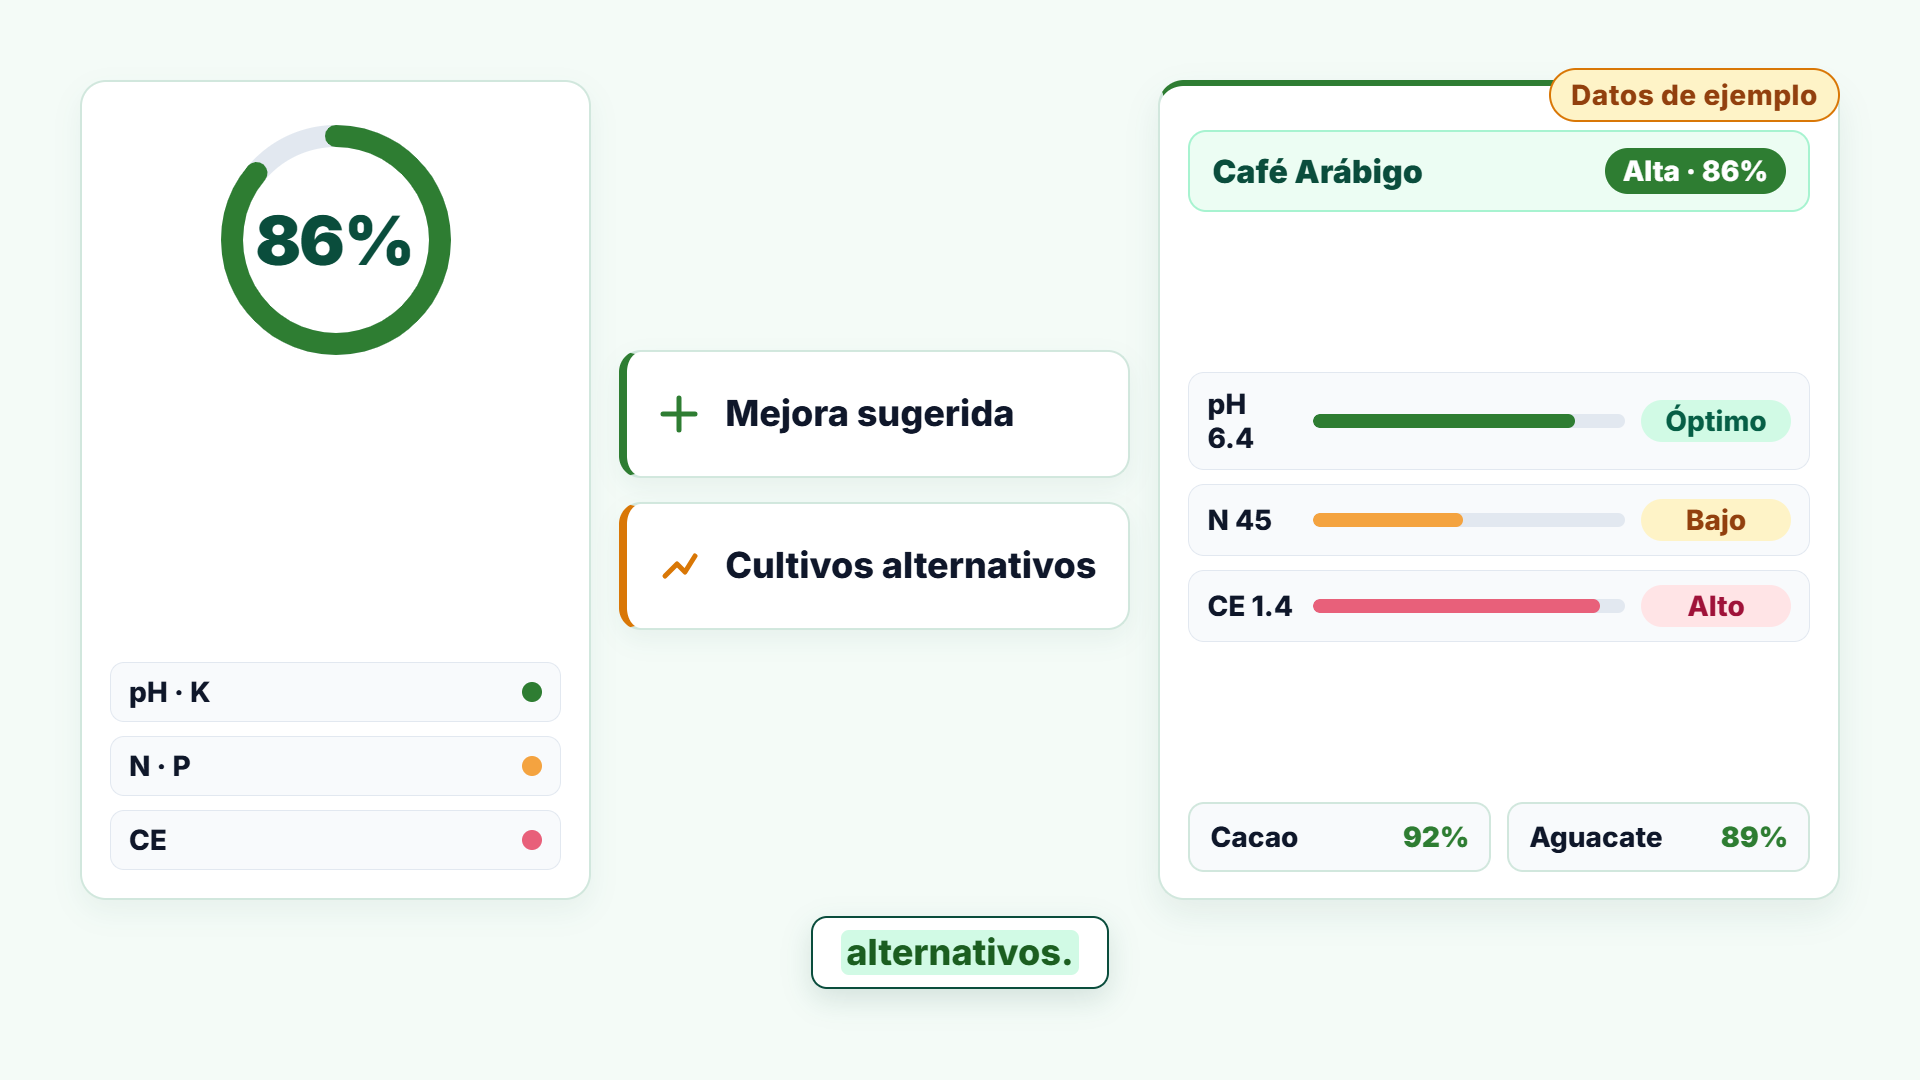 86%
pH · K
N · P
CE
Mejora sugerida
Cultivos alternativos
Datos de ejemplo
Café Arábigo
Alta · 86%
pH
6.4
Óptimo
N 45
Bajo
CE 1.4
Alto
Cacao
92%
Aguacate
89%
alternativos.